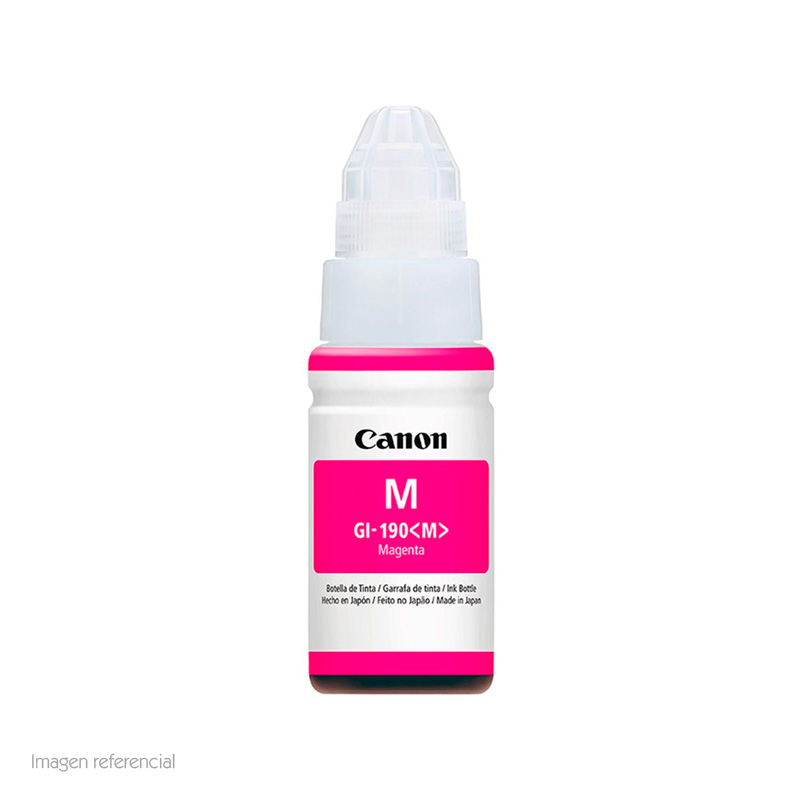 Canon
M
GI-190<M>
Magenta
Botella de Tinta / Garrafa de tinta / Ink Bottle
Hecho en Japón / Feito no Japão / Made in Japan
Imagen referencial